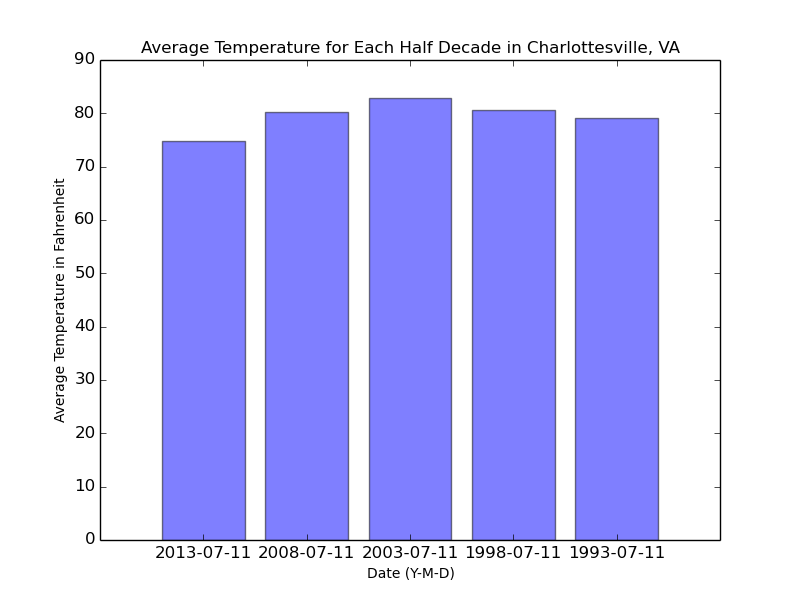 Average Temperature for Each Half Decade in Charlottesville, VA
90
80
70
60
50
40
30
20
10
0
Average Temperature in Fahrenheit
2013-07-11 2008-07-11 2003-07-11 1998-07-11 1993-07-11
Date (Y-M-D)